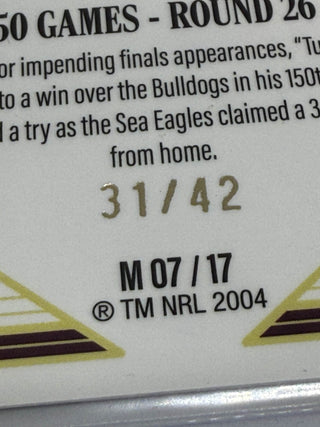 50 GAMES - ROUND 26
or impending finals appearances, "Tu
to a win over the Bulldogs in his 150t
a try as the Sea Eagles claimed a 3
from home.
31/42
M 07 / 17
® TM NRL 2004